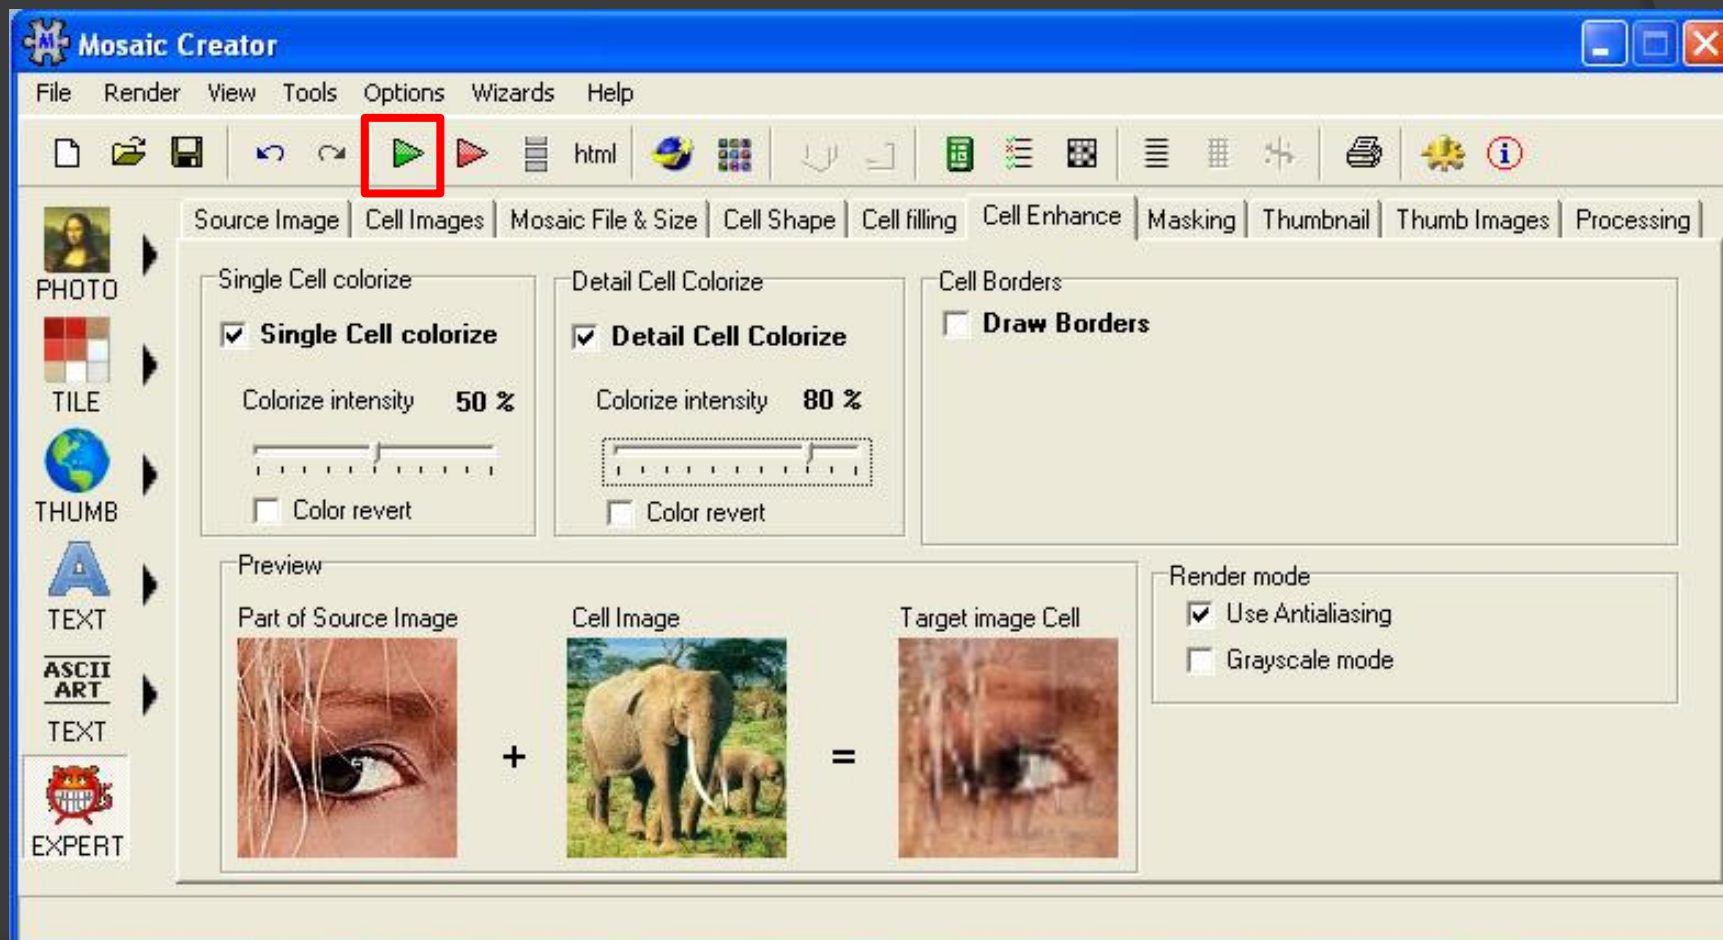 Mosaic Creator
File Render View Tools Options Wizards Help
html
Source Image Cell Images Mosaic File & Size Cell Shape Cell filling Cell Enhance Masking Thumbnail Thumb Images Processing
PHOTO
TILE
THUMB
TEXT
ASCII
ART
TEXT
EXPERT
Single Cell colorize
Single Cell colorize
Colorize intensity 50 %
Color revert
Detail Cell Colorize
Detail Cell Colorize
Colorize intensity 80 %
Color revert
Cell Borders
Draw Borders
Preview
Part of Source Image
+
Cell Image
=
Target image Cell
Render mode
Use Antialiasing
Grayscale mode